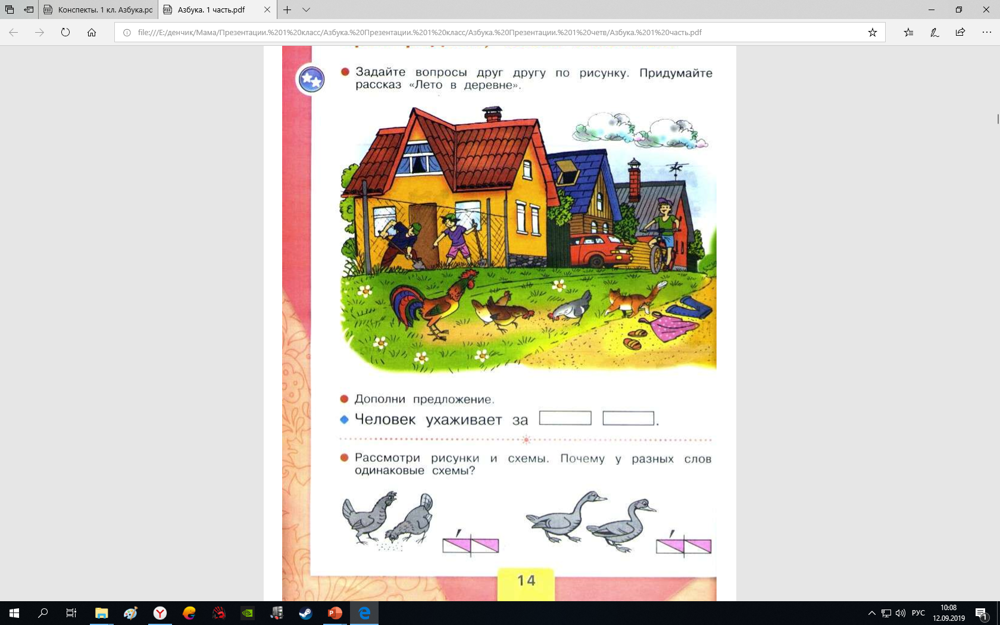 Конспекты. 1 кл. Азбука.pd
Азбука. 1 часть.pdf
file:///E:/денчик/Мама/Презентации.%201%20класс/Азбука.%20Презентации.%201%20класс/Азбука.%20Презентации.%201%20четв/Азбука.%201%20часть.pdf
Задайте вопросы друг другу по рисунку. Придумайте
рассказ «Лето в деревне».
Дополни предложение.
Человек ухаживает за .
Рассмотри рисунки и схемы. Почему у разных слов
одинаковые схемы?
14
РУС
10:08
12.09.2019
1